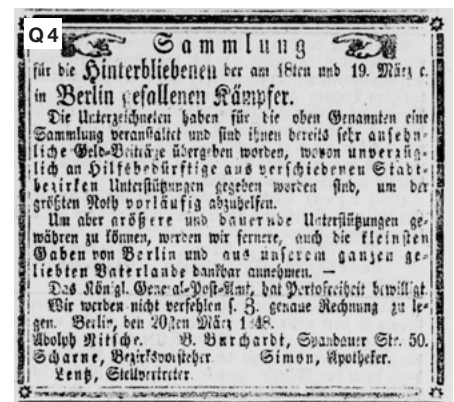 Q4
Sammlung
für die Hinterbliebenen der am 18ten und 19. März c.
in Berlin gefallenen Kämpfer.
Die Unterzeichneten haben für die oben Genannten eine
Sammlung veranstaltet und sind ihnen bereits sehr ansehn-
liche Geld-Beiträge übergeben worden, wovon unverzüg-
lich an Hilfsbedürftige aus verschiedenen Stadt-
bezirken Unterstützungen gegeben worden sind, um der
größten Noth vorläufig abzuhelfen.
Um aber größere und dauernde Unterstützungen ge-
währen zu können, werden wir fernere, auch die kleinsten
Gaben von Berlin und aus unserem ganzen ge-
liebten Vaterlande dankbar annehmen. —
Das Königl. General-Post-Amt, hat Portofreiheit bewilligt.
Wir werden nicht verfehlen s. Z. genaue Rechnung zu le-
gen. Berlin, den 20sten März 1848.
Adolph Nitsche. B. Burchardt, Spandauer Str. 50.
Scharne, Bezirksvorsteher. Simon, Apotheker.
Lentz, Stellvertreter.